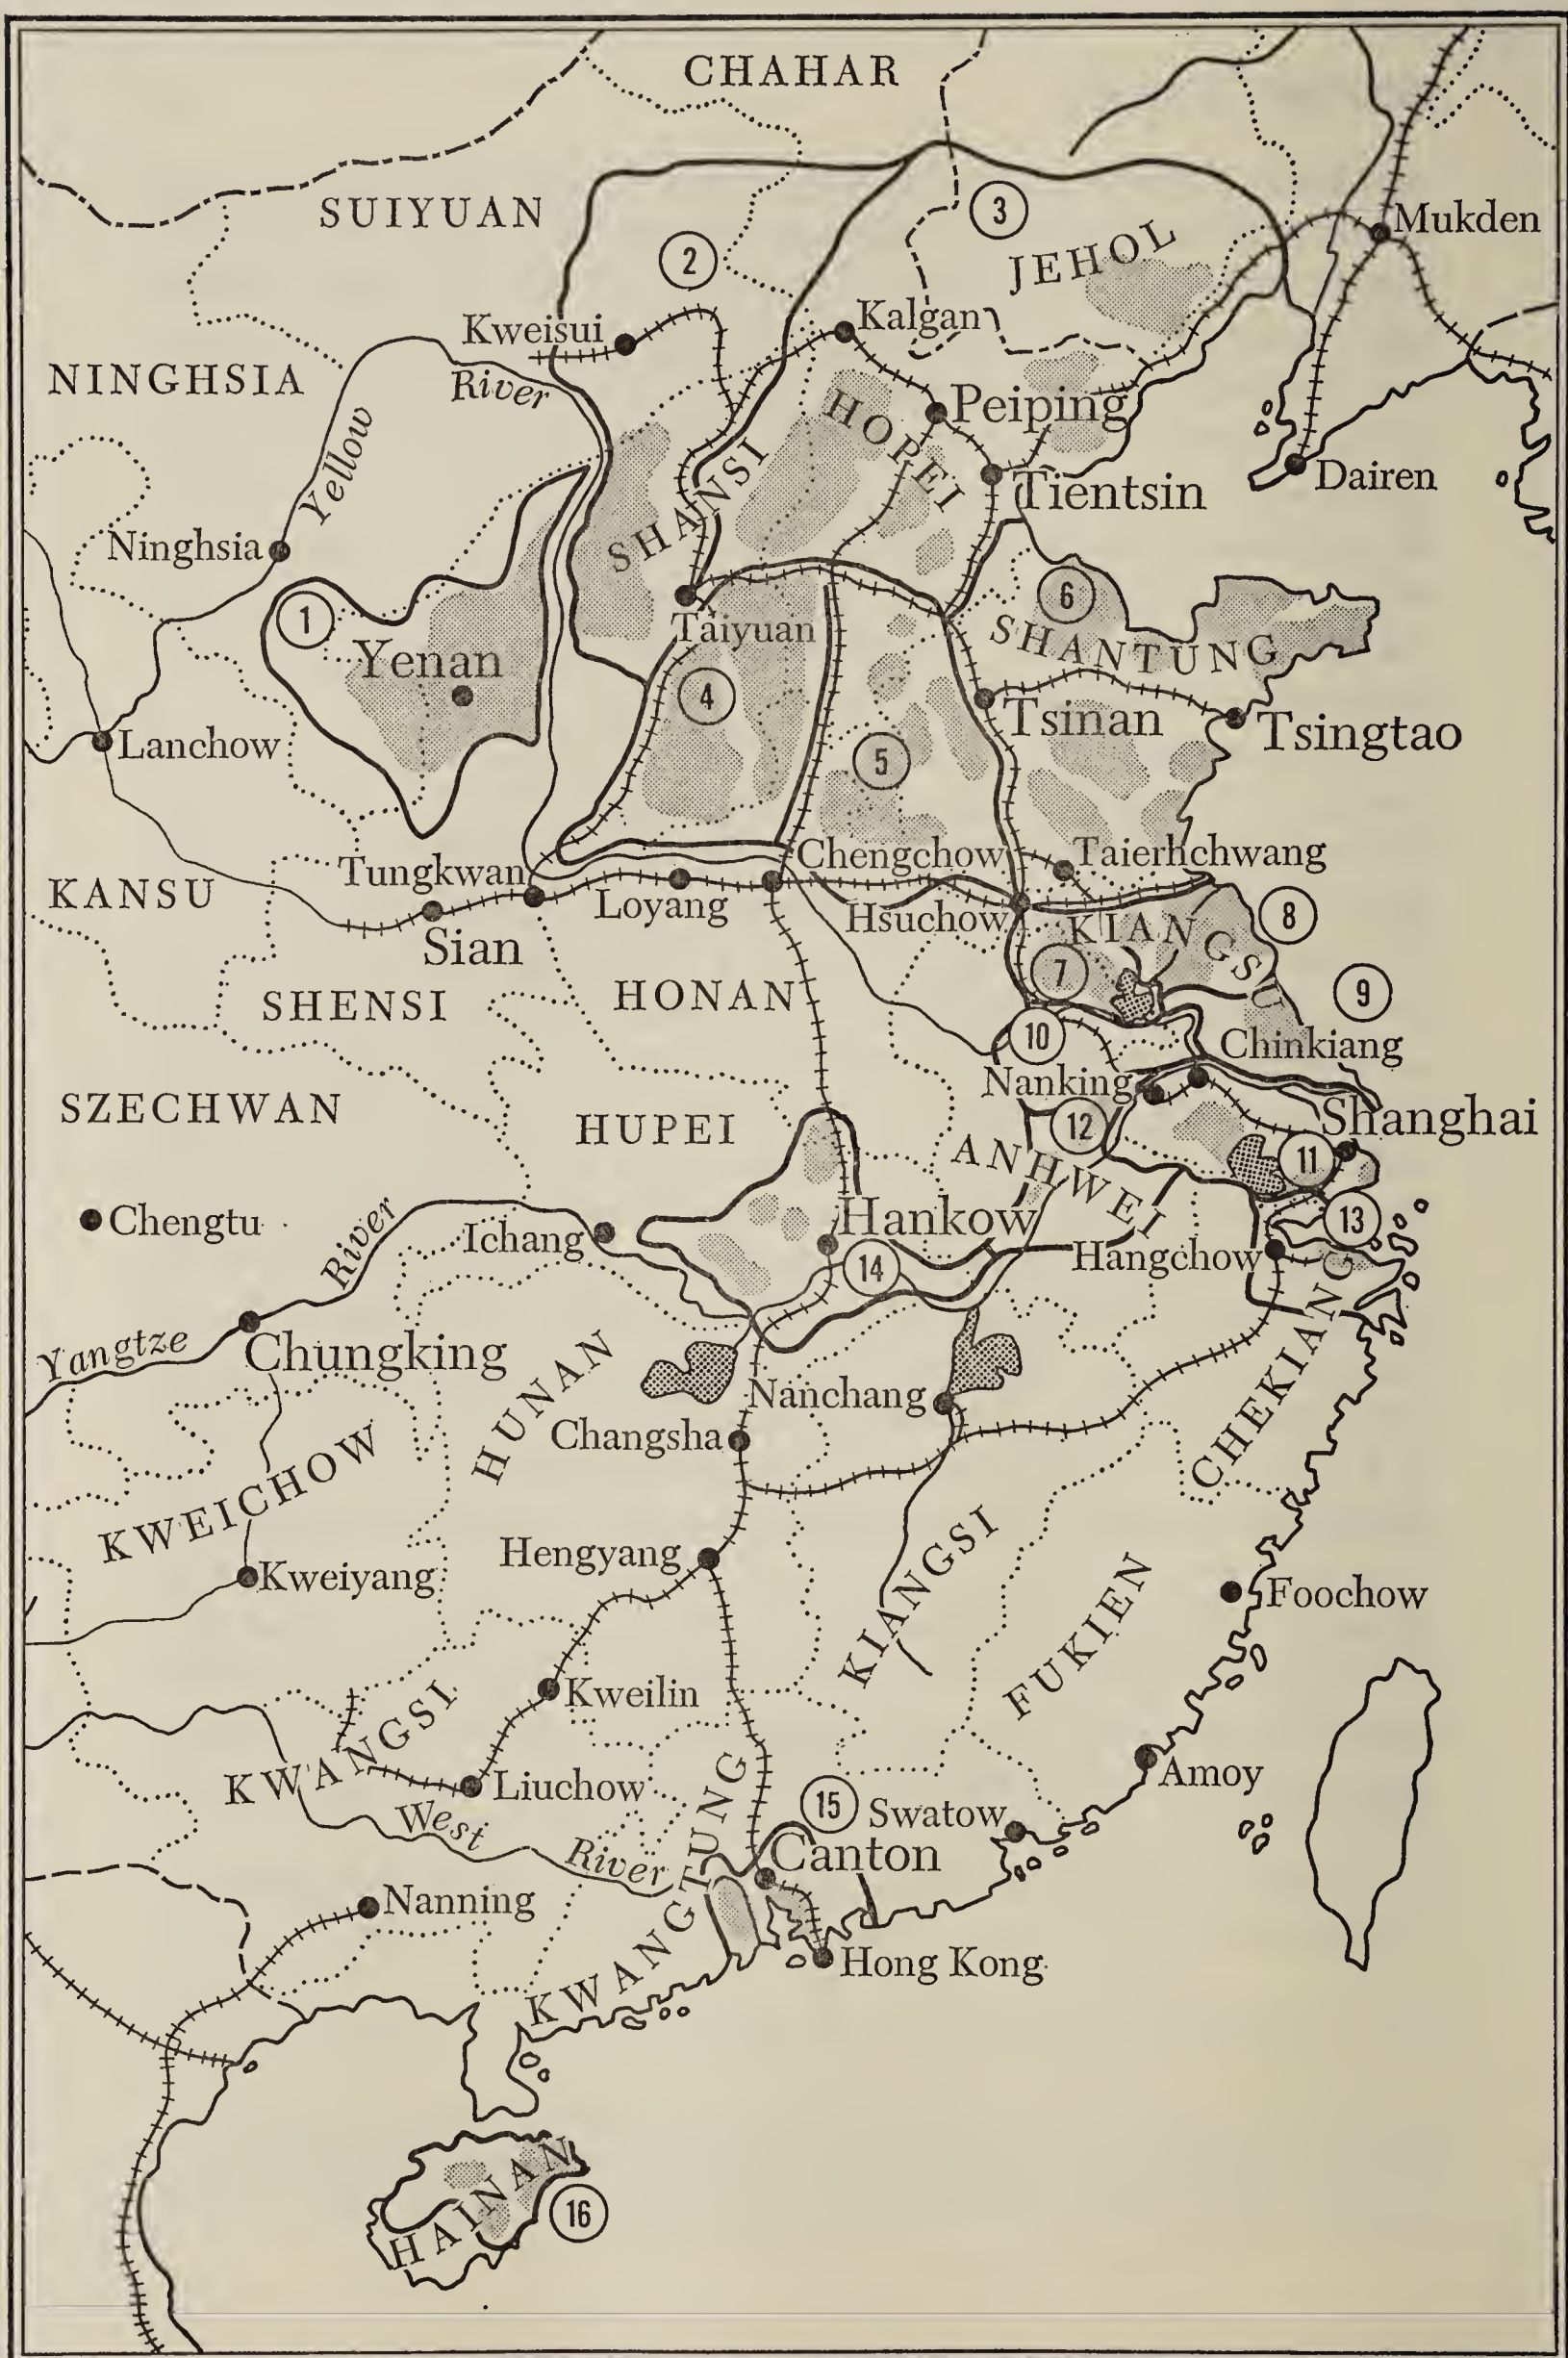 CHAHAR
SUIYUAN
3
JEHOL
Mukden
2
Kweisui
Kalgan
NINGHSIA
River
Yellow
HOPEI
Peiping
Tientsin
Dairen
SHANSI
Ninghsia
1
Yenan
Taiyuan
4
6
SHANTUNG
Lanchow
5
Tsinan
Tsingtao
Tungkwan
Chengchow
Taierhchwang
KANSU
Loyang
Hsuchow
KIANGSU
8
Sian
7
9
SHENSI
HONAN
10
Chinkiang
Nanking
SZECHWAN
HUPEI
12
Shanghai
ANHWEI
11
Chengtu
River
Ichang
Hankow
13
14
Hangchow
Yangtze
Chungking
HUNAN
Nanchang
CHEKIANG
Changsha
KWEICHOW
Hengyang
KIANGSI
Kweiyang
FUKIEN
Foochow
Kweilin
KWANGSI
Liuchow
Amoy
West
River
15
Swatow
Canton
KWANGTUNG
Nanning
Hong Kong
HAINAN
16